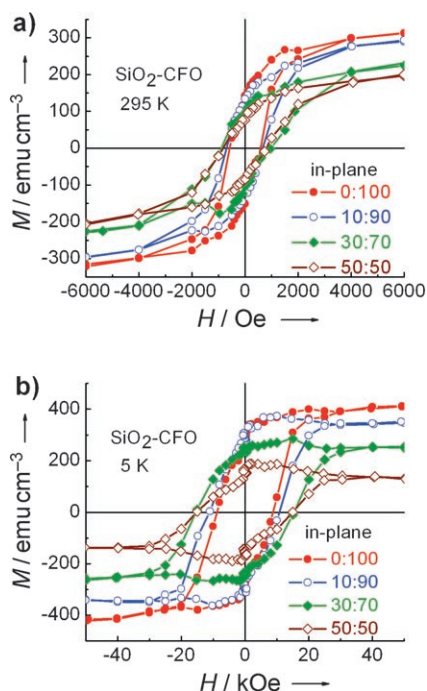 a)
300
200
100
0
-100
-200
-300
M / emu cm⁻³ →
SiO₂-CFO
295 K
in-plane
0:100
10:90
30:70
50:50
-6000 -4000 -2000 0 2000 4000 6000
H / Oe →
b)
400
200
0
-200
-400
M / emu cm⁻³ →
SiO₂-CFO
5 K
in-plane
0:100
10:90
30:70
50:50
-40 -20 0 20 40
H / kOe →